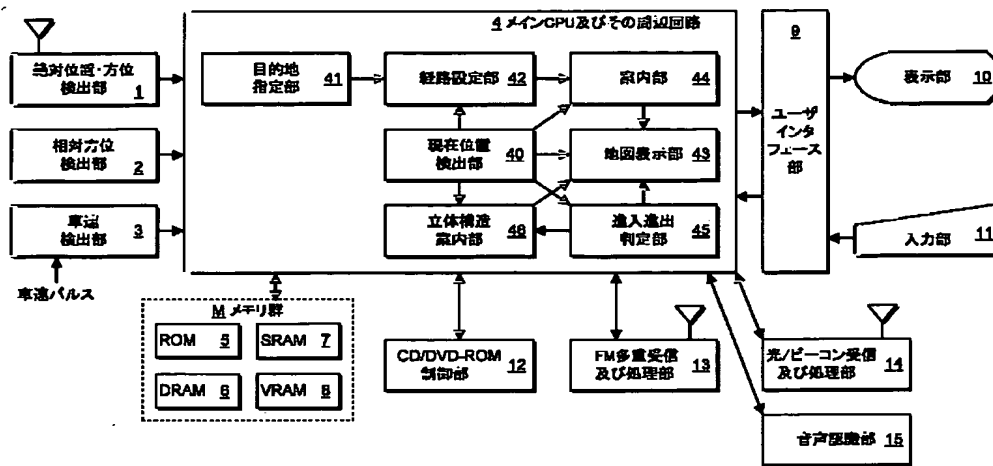 4 メインCPU及びその周辺回路
絶対位置・方位
検出部 1
相対方位
検出部 2
車速
検出部 3
車速パルス
目的地
指定部 41
経路設定部 42
案内部 44
現在位置
検出部 40
地図表示部 43
立体構造
案内部 46
進入進出
判定部 45
9
ユーザ
インタ
フェース
部
表示部 10
入力部 11
M メモリ群
ROM 5
SRAM 7
DRAM 6
VRAM 8
CD/DVD-ROM
制御部 12
FM多重受信
及び処理部 13
光/ビーコン受信
及び処理部 14
音声認識部 15